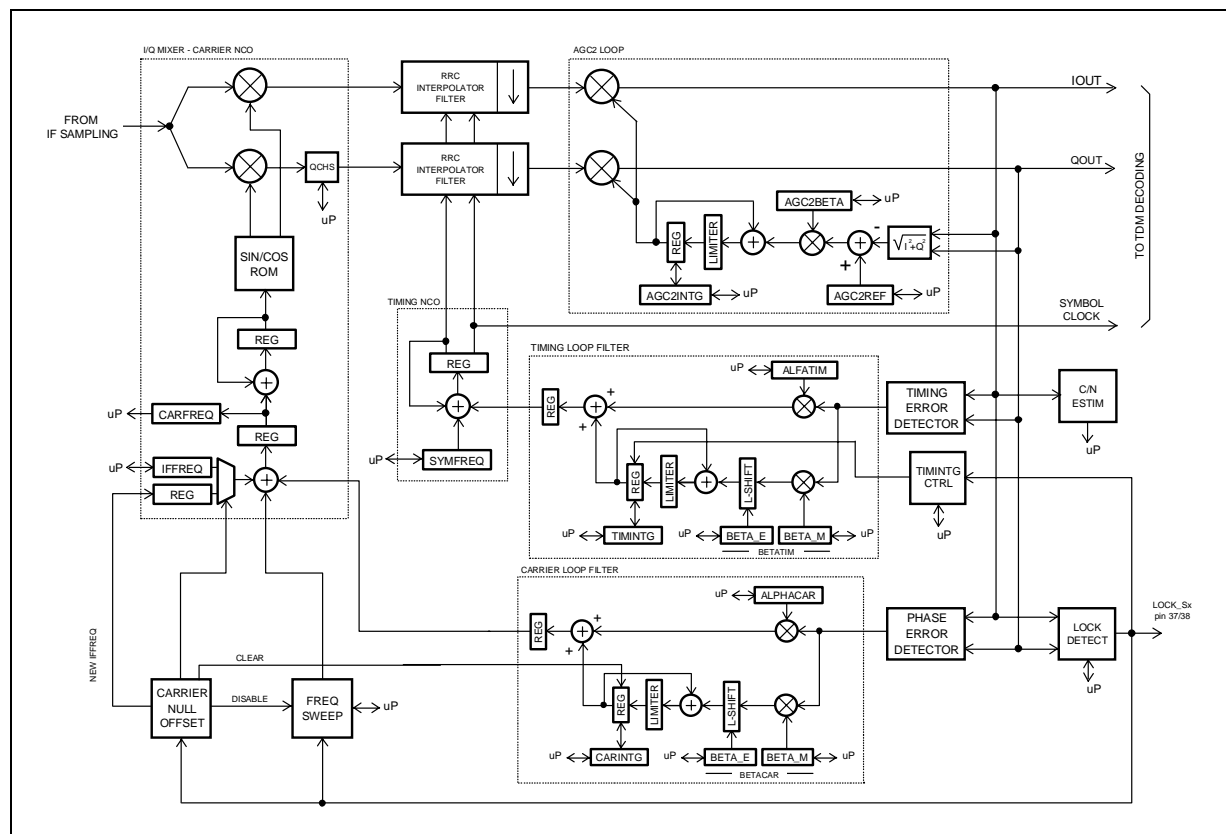 I/Q MIXER - CARRIER NCO
AGC2 LOOP
RRC
INTERPOLATOR
FILTER
IOUT
FROM
IF SAMPLING
QCHS
uP
RRC
INTERPOLATOR
FILTER
QOUT
TO TDM DECODING
AGC2BETA
uP
REG
LIMITER
-
+
√I²+Q²
SIN/COS
ROM
AGC2INTG
uP
AGC2REF
uP
TIMING NCO
SYMBOL
CLOCK
REG
REG
TIMING LOOP FILTER
uP
ALFATIM
TIMING
ERROR
DETECTOR
C/N
ESTIM
uP
uP
CARFREQ
REG
+
+
REG
uP
SYMFREQ
uP
IFFREQ
REG
REG
LIMITER
L-SHIFT
TIMINTG
CTRL
uP
uP
TIMINTG
uP
BETA_E
BETA_M
uP
BETATIM
CARRIER LOOP FILTER
uP
ALPHACAR
REG
+
+
PHASE
ERROR
DETECTOR
LOCK
DETECT
uP
LOCK_Sx
pin 37/38
NEW IFFREQ
CLEAR
CARRIER
NULL
OFFSET
DISABLE
FREQ
SWEEP
uP
REG
LIMITER
L-SHIFT
uP
CARINTG
uP
BETA_E
BETA_M
uP
BETACAR